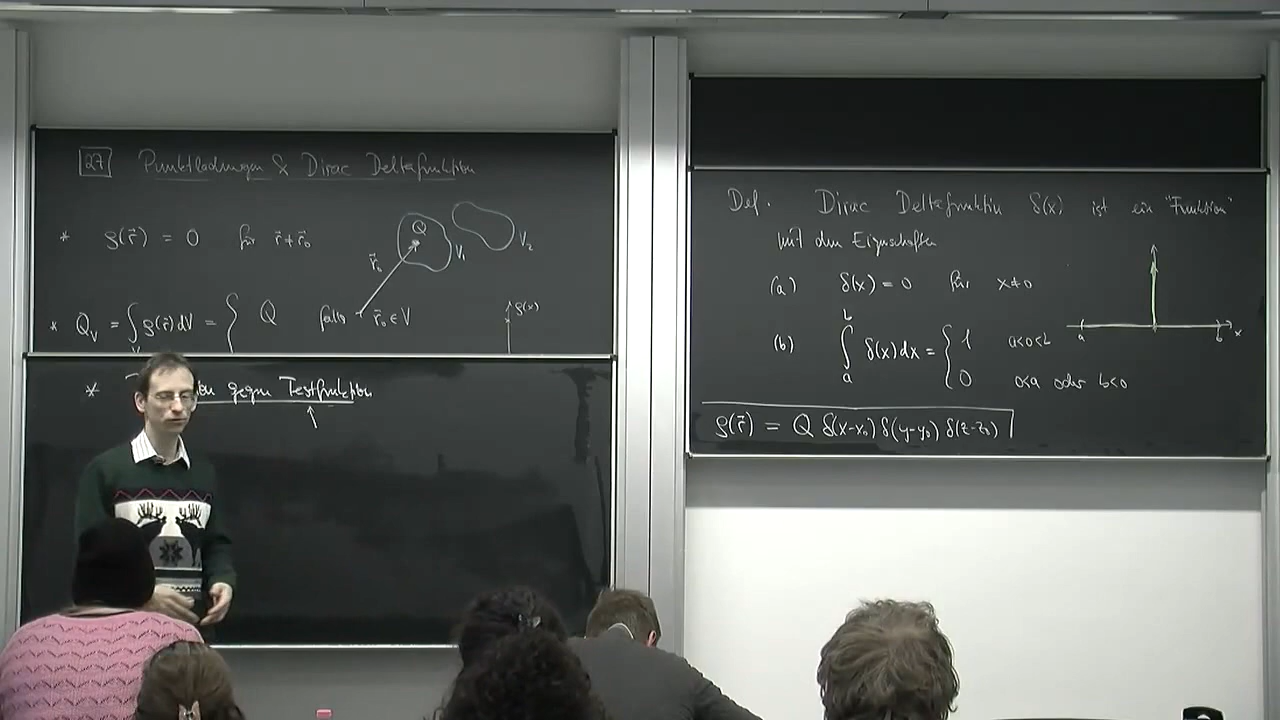 27 Punktladungen & Dirac Deltafunktion
* ρ(r⃗) = 0 für r⃗≠r⃗₀
Q
V₁
V₂
r⃗₀
* Q_V = ∫_V ρ(r⃗) dV = { Q falls r⃗₀ ∈ V
ρ(x)
* gegen Testfunktion
↑
Def. Dirac Deltafunktion δ(x) ist ein "Funktion"
mit den Eigenschaften
(a) δ(x) = 0 für x≠0
(b) ∫_a^b δ(x) dx = { 1 a<0<b
0 0<a oder b<0
a b x
ρ(r⃗) = Q δ(x-x₀) δ(y-y₀) δ(z-z₀)